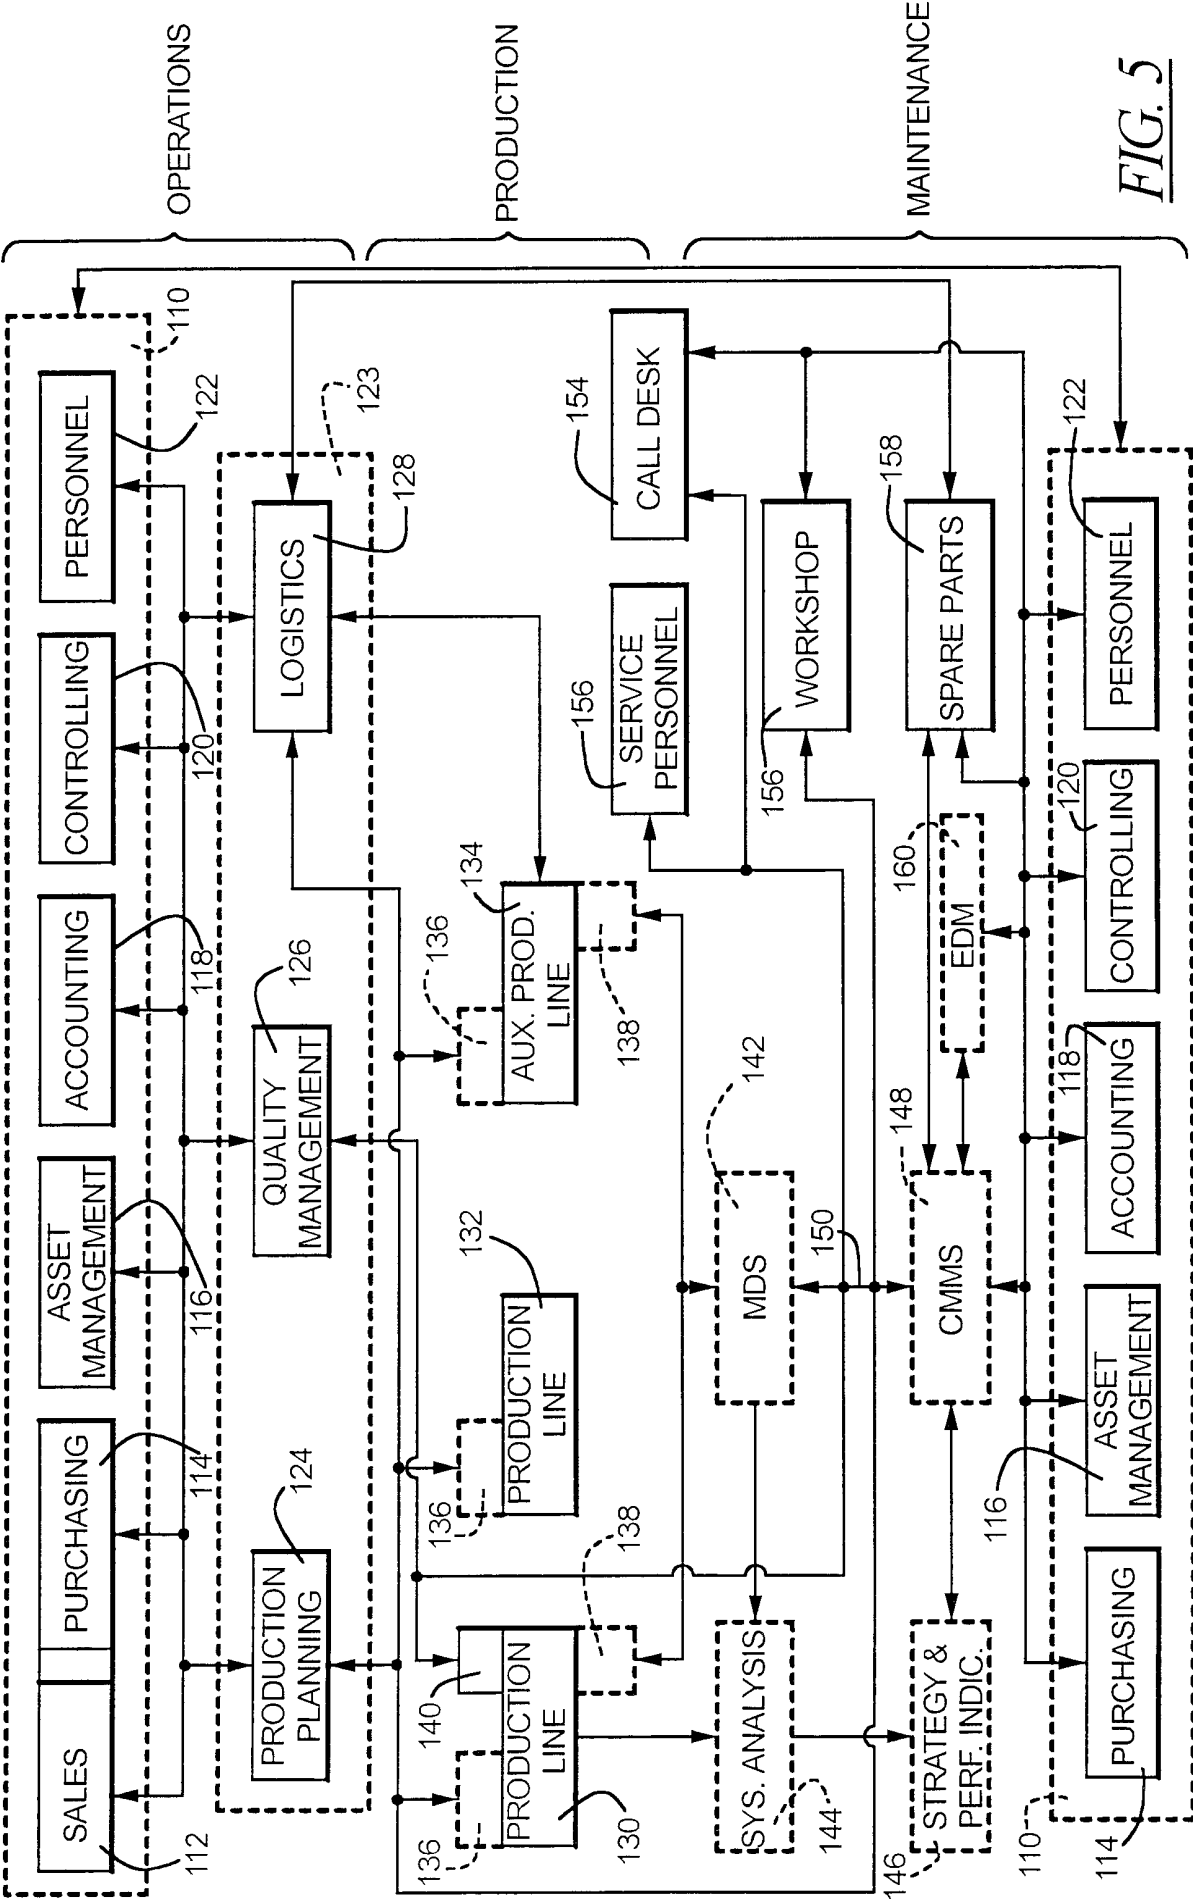 OPERATIONS
PRODUCTION
MAINTENANCE
110
SALES
112
PURCHASING
114
ASSET
MANAGEMENT
116
ACCOUNTING
118
CONTROLLING
120
PERSONNEL
122
123
PRODUCTION
PLANNING
124
QUALITY
MANAGEMENT
126
LOGISTICS
128
136
140
PRODUCTION
LINE
130
138
136
PRODUCTION
LINE
132
136
AUX. PROD.
LINE
134
138
SERVICE
PERSONNEL
156
CALL DESK
154
SYS. ANALYSIS
144
MDS
142
150
WORKSHOP
156
STRATEGY &
PERF. INDIC.
146
CMMS
148
EDM
160
SPARE PARTS
158
110
PURCHASING
114
ASSET
MANAGEMENT
116
ACCOUNTING
118
CONTROLLING
120
PERSONNEL
122
FIG. 5